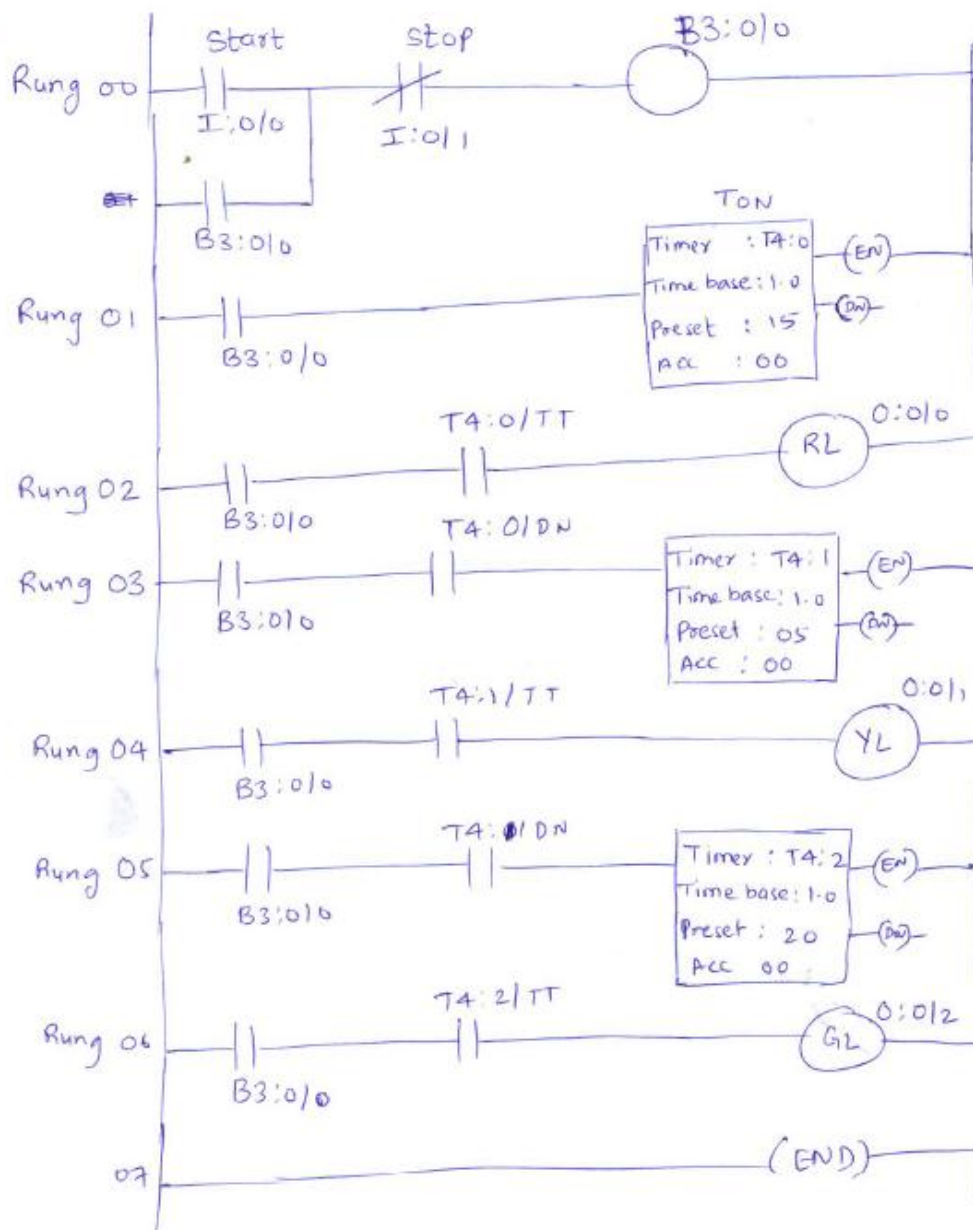 Start
Stop
B3:0/0
Rung 00
I:0/0
I:0/1
B3:0/0
TON
Timer : T4:0
(EN)
Time base: 1.0
(DN)
Preset : 15
Acc : 00
Rung 01
B3:0/0
T4:0/TT
O:0/0
RL
Rung 02
B3:0/0
T4:0/DN
Timer : T4:1
(EN)
Time base: 1.0
(DN)
Preset : 05
Acc : 00
Rung 03
B3:0/0
T4:1/TT
O:0/1
YL
Rung 04
B3:0/0
Timer : T4:2
(EN)
Time base: 1.0
(DN)
Preset : 20
Acc 00
Rung 05
B3:0/0
T4:2/TT
O:0/2
GL
Rung 06
B3:0/0
07
(END)